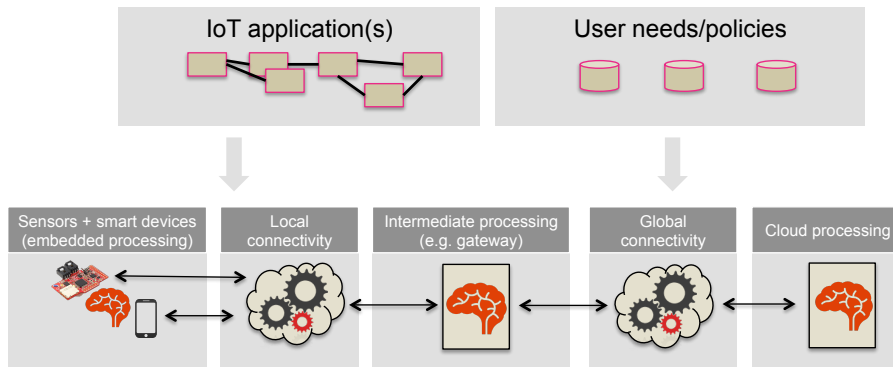 IoT application(s)
User needs/policies
Sensors + smart devices
(embedded processing)
Local
connectivity
Intermediate processing
(e.g. gateway)
Global
connectivity
Cloud processing